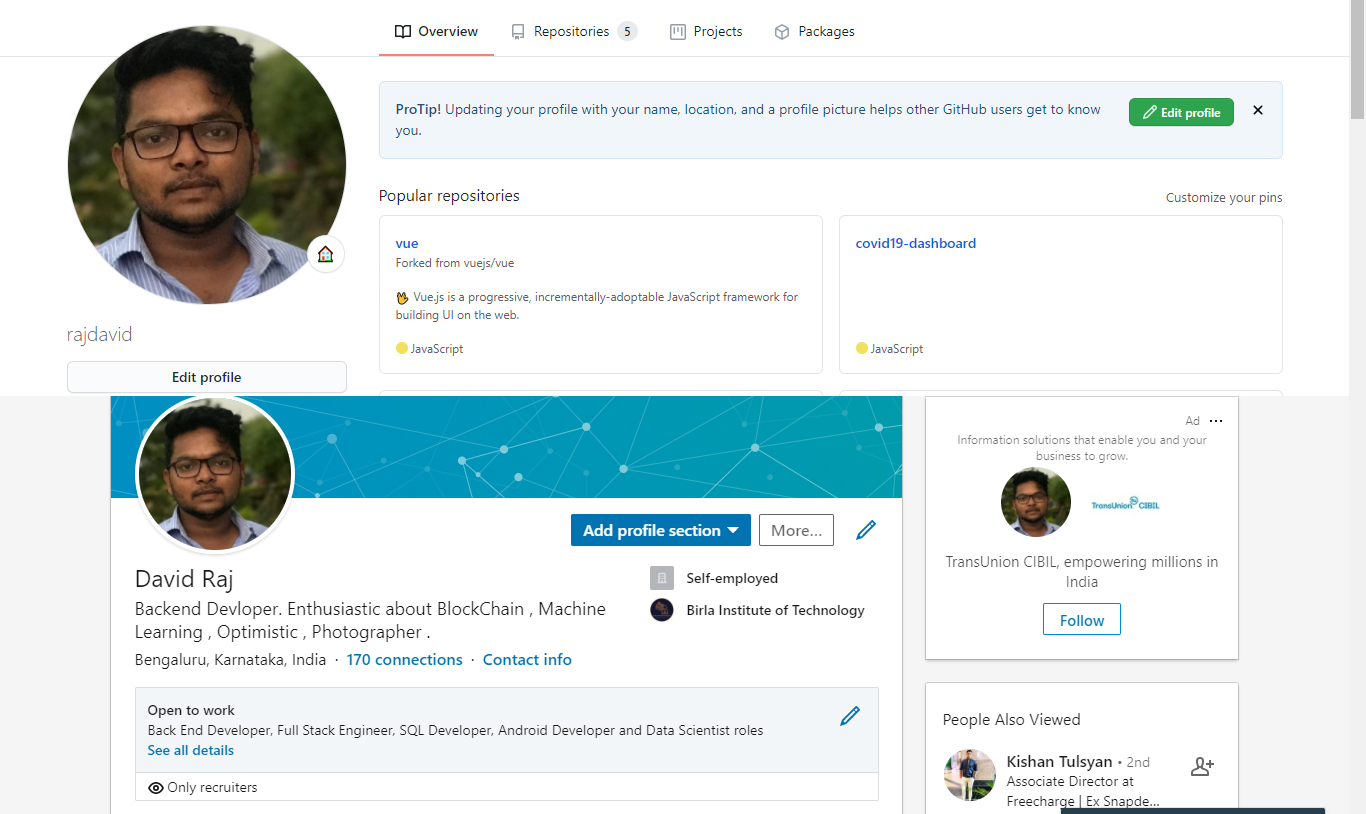 Overview
Repositories 5
Projects
Packages
ProTip! Updating your profile with your name, location, and a profile picture helps other GitHub users get to know
you.
Edit profile
Popular repositories
Customize your pins
vue
Forked from vuejs/vue
🖖 Vue.js is a progressive, incrementally-adoptable JavaScript framework for
building UI on the web.
JavaScript
covid19-dashboard
JavaScript
rajdavid
Edit profile
Add profile section
More...
David Raj
Backend Devloper. Enthusiastic about BlockChain , Machine
Learning , Optimistic , Photographer .
Bengaluru, Karnataka, India · 170 connections · Contact info
Self-employed
Birla Institute of Technology
Open to work
Back End Developer, Full Stack Engineer, SQL Developer, Android Developer and Data Scientist roles
See all details
Only recruiters
Ad
Information solutions that enable you and your
business to grow.
TransUnion CIBIL
TransUnion CIBIL, empowering millions in
India
Follow
People Also Viewed
Kishan Tulsyan • 2nd
Associate Director at
Freecharge | Ex Snapde...